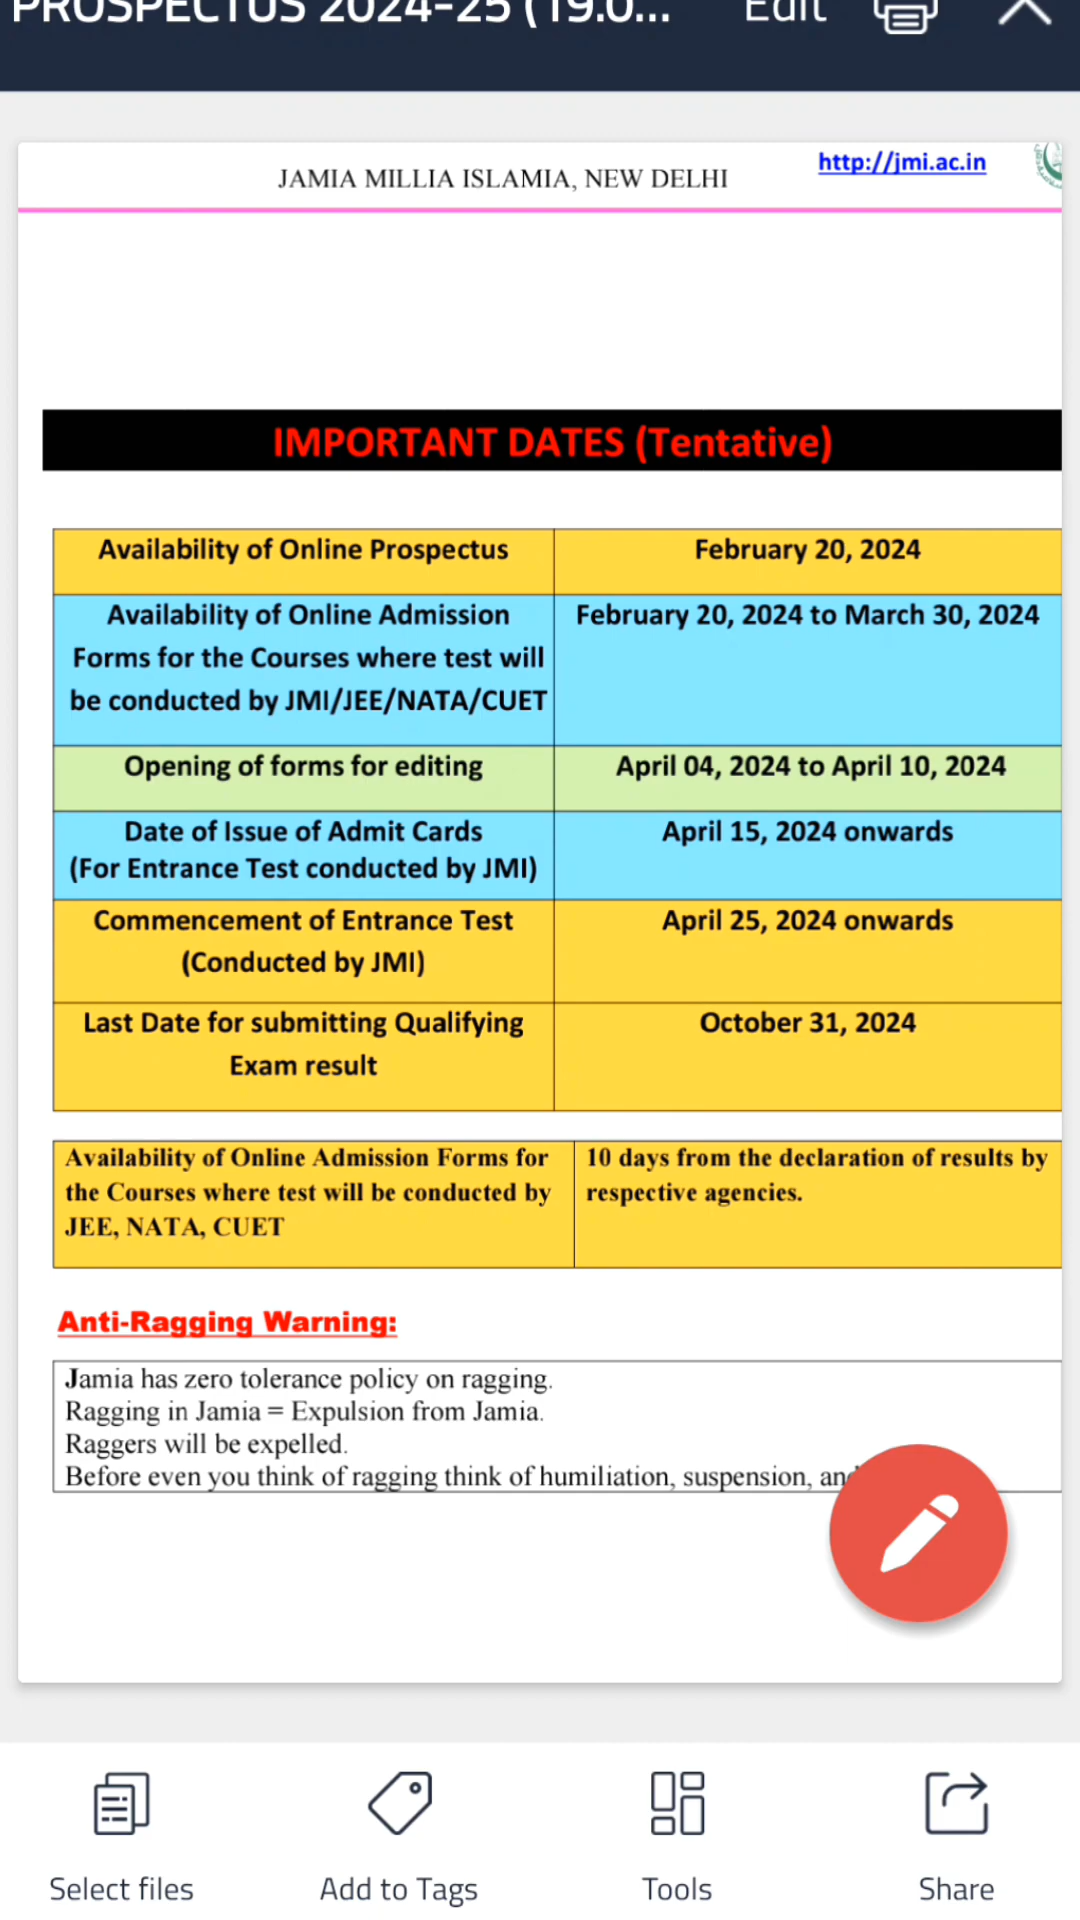 PROSPECTUS 2024-25 (19.0... Edit
JAMIA MILLIA ISLAMIA, NEW DELHI
http://jmi.ac.in
IMPORTANT DATES (Tentative)
Availability of Online Prospectus February 20, 2024
Availability of Online Admission February 20, 2024 to March 30, 2024
Forms for the Courses where test will
be conducted by JMI/JEE/NATA/CUET
Opening of forms for editing April 04, 2024 to April 10, 2024
Date of Issue of Admit Cards April 15, 2024 onwards
(For Entrance Test conducted by JMI)
Commencement of Entrance Test April 25, 2024 onwards
(Conducted by JMI)
Last Date for submitting Qualifying October 31, 2024
Exam result
Availability of Online Admission Forms for 10 days from the declaration of results by
the Courses where test will be conducted by respective agencies.
JEE, NATA, CUET
Anti-Ragging Warning:
Jamia has zero tolerance policy on ragging.
Ragging in Jamia = Expulsion from Jamia.
Raggers will be expelled.
Before even you think of ragging think of humiliation, suspension,
Select files Add to Tags Tools Share